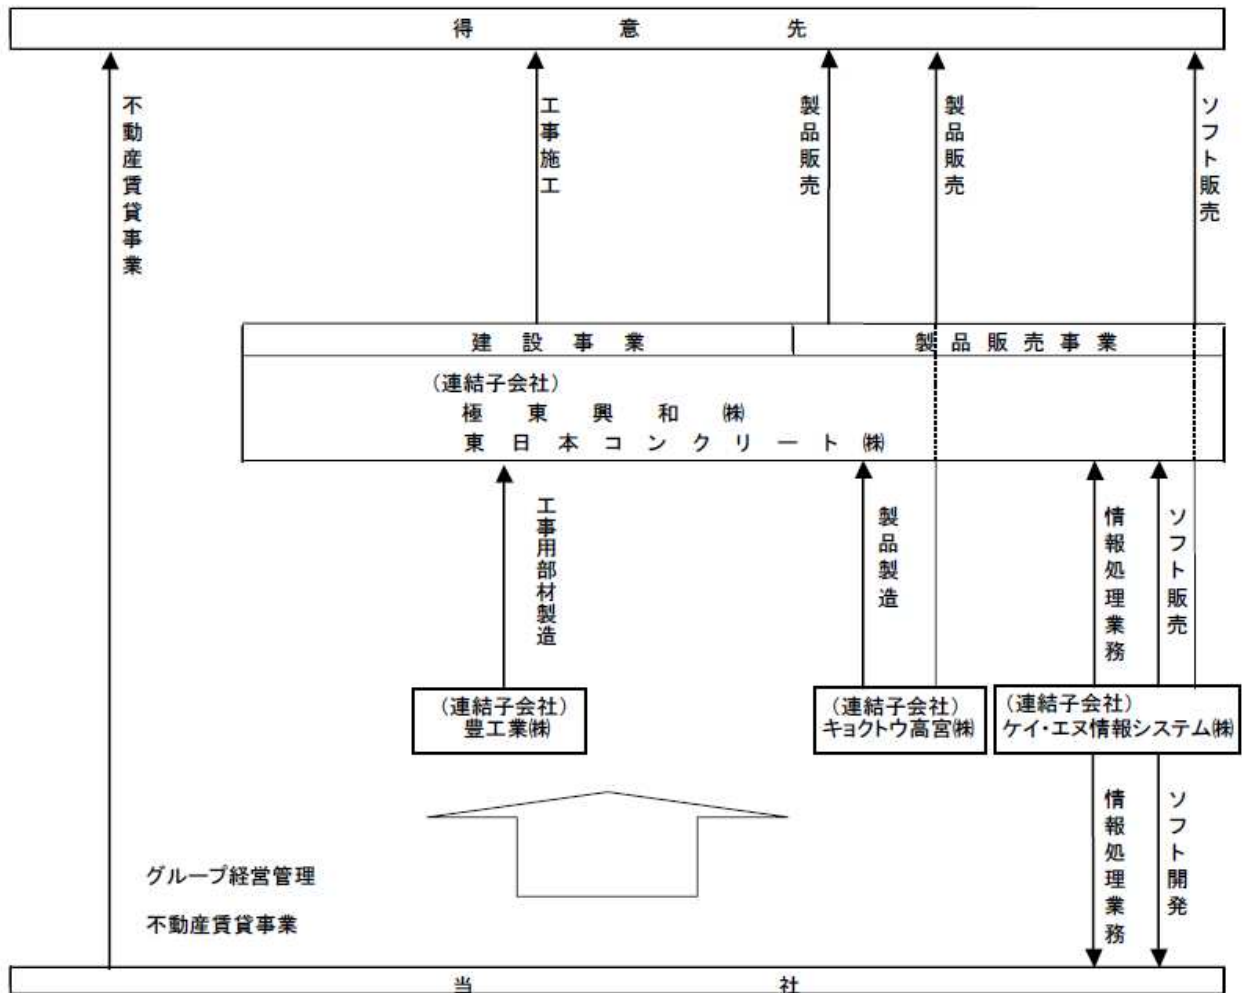 得意先
不動産賃貸事業
工事施工
製品販売
製品販売
ソフト販売
建設事業
製品販売事業
（連結子会社）
極東興和㈱
東日本コンクリート㈱
工事用部材製造
製品製造
情報処理業務
ソフト販売
（連結子会社）
豊工業㈱
（連結子会社）
キョクトウ高宮㈱
（連結子会社）
ケイ・エヌ情報システム㈱
情報処理業務
ソフト開発
グループ経営管理
不動産賃貸事業
当社